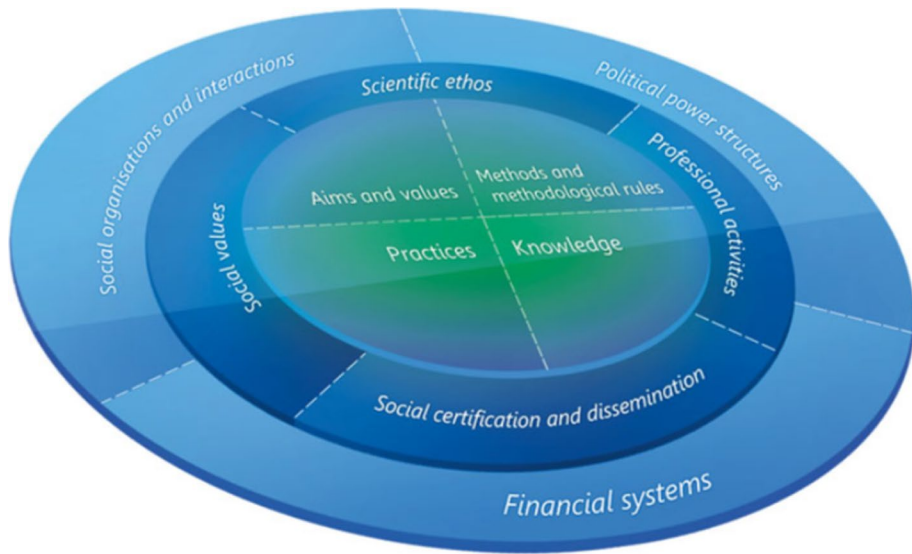 Social organisations and interactions
Political power structures
Scientific ethos
Professional activities
Social values
Aims and values
Methods and
methodological rules
Practices
Knowledge
Social certification and dissemination
Financial systems